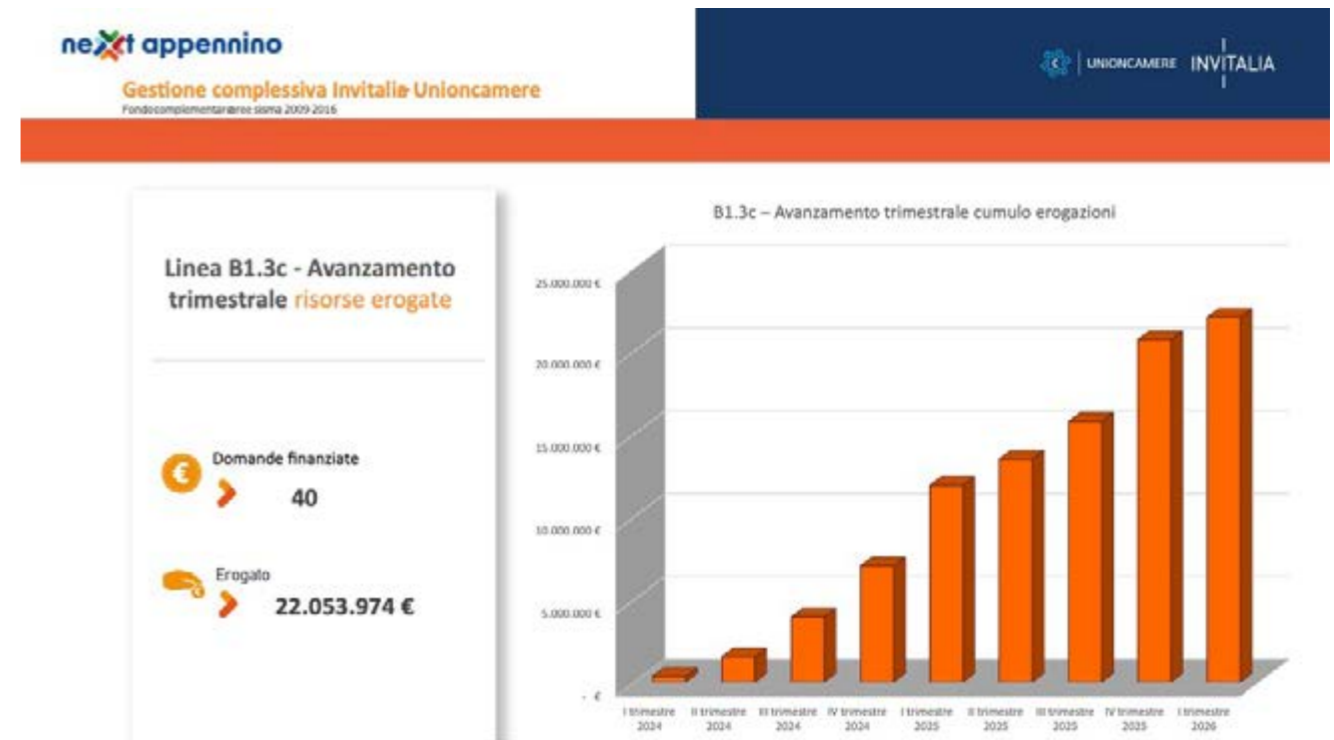 next appennino
UNIONCAMERE INVITALIA
Gestione complessiva Invitalia Unioncamere
sisma 2009-2016
Linea B1.3c - Avanzamento
trimestrale risorse erogate
Domande finanziate
40
Erogato
22.053.974 €
B1.3c – Avanzamento trimestrale cumulo erogazioni
25.000.000 €
20.000.000 €
15.000.000 €
10.000.000 €
5.000.000 €
- €
I trimestre 2024
II trimestre 2024
III trimestre 2024
IV trimestre 2024
I trimestre 2025
II trimestre 2025
III trimestre 2025
IV trimestre 2025
I trimestre 2026